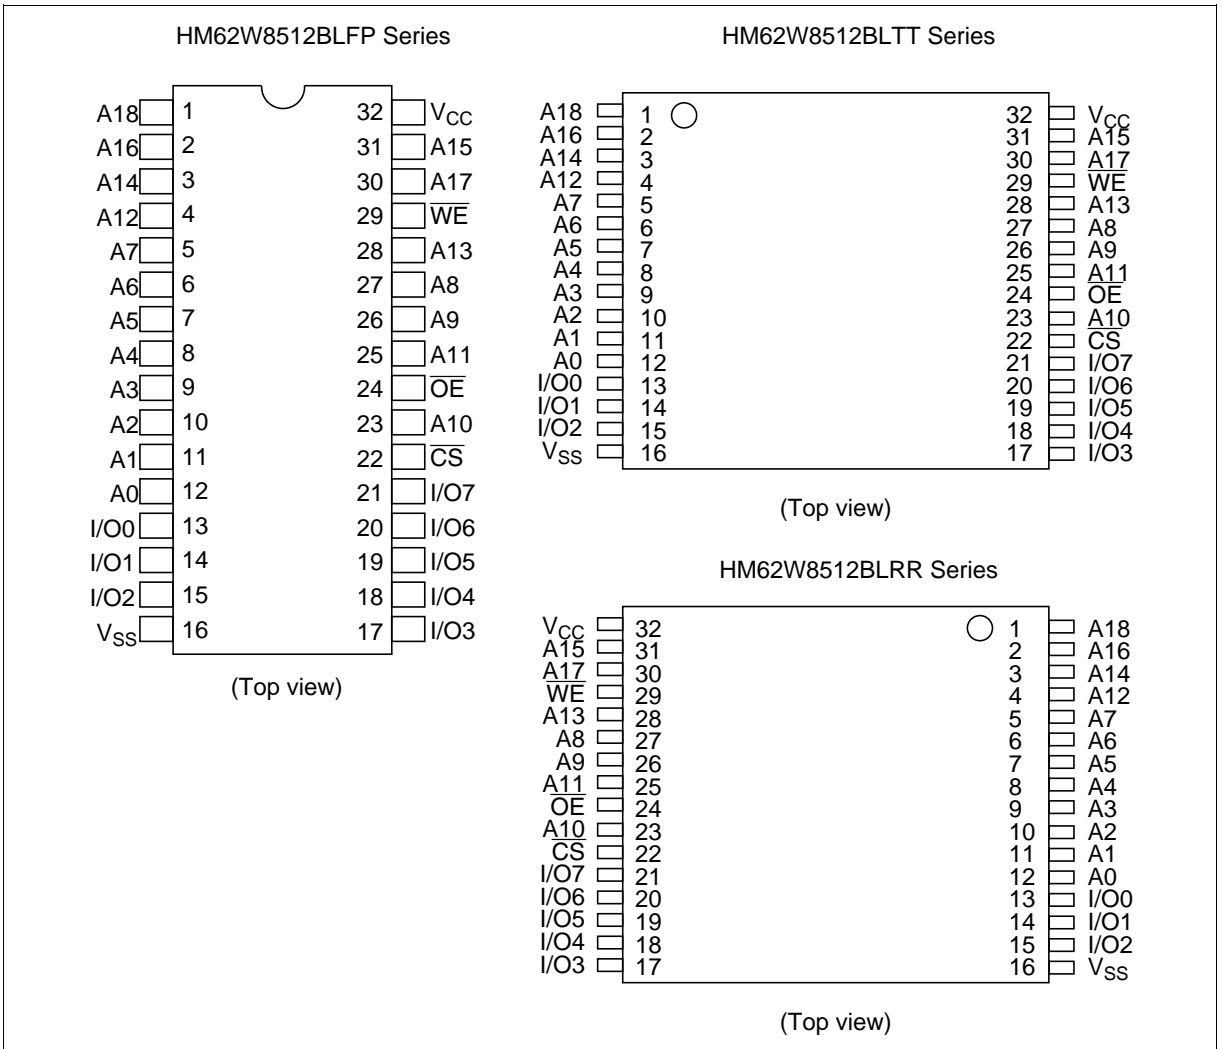 HM62W8512BLFP Series
A18 1 32 VCC
A16 2 31 A15
A14 3 30 A17
A12 4 29 WE
A7 5 28 A13
A6 6 27 A8
A5 7 26 A9
A4 8 25 A11
A3 9 24 OE
A2 10 23 A10
A1 11 22 CS
A0 12 21 I/O7
I/O0 13 20 I/O6
I/O1 14 19 I/O5
I/O2 15 18 I/O4
VSS 16 17 I/O3
(Top view)
HM62W8512BLTT Series
A18 1 32 VCC
A16 2 31 A15
A14 3 30 A17
A12 4 29 WE
A7 5 28 A13
A6 6 27 A8
A5 7 26 A9
A4 8 25 A11
A3 9 24 OE
A2 10 23 A10
A1 11 22 CS
A0 12 21 I/O7
I/O0 13 20 I/O6
I/O1 14 19 I/O5
I/O2 15 18 I/O4
VSS 16 17 I/O3
(Top view)
HM62W8512BLRR Series
VCC 32 1 A18
A15 31 2 A16
A17 30 3 A14
WE 29 4 A12
A13 28 5 A7
A8 27 6 A6
A9 26 7 A5
A11 25 8 A4
OE 24 9 A3
A10 23 10 A2
CS 22 11 A1
I/O7 21 12 A0
I/O6 20 13 I/O0
I/O5 19 14 I/O1
I/O4 18 15 I/O2
I/O3 17 16 VSS
(Top view)